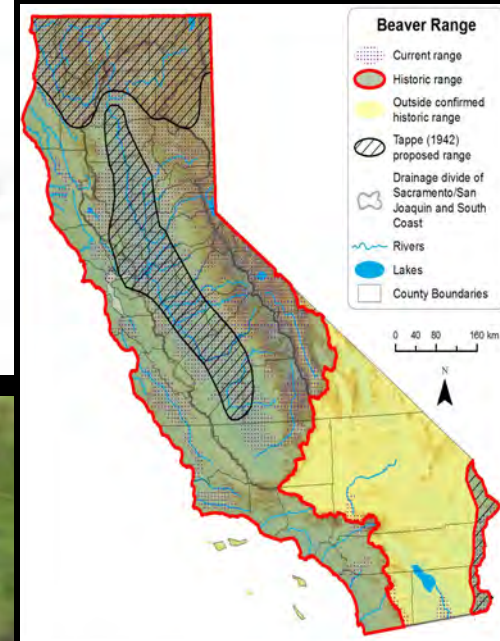 Beaver Range
Current range
Historic range
Outside confirmed
historic range
Tappe (1942)
proposed range
Drainage divide of
Sacramento/San
Joaquin and South
Coast
Rivers
Lakes
County Boundaries
0 40 80 160 km
N